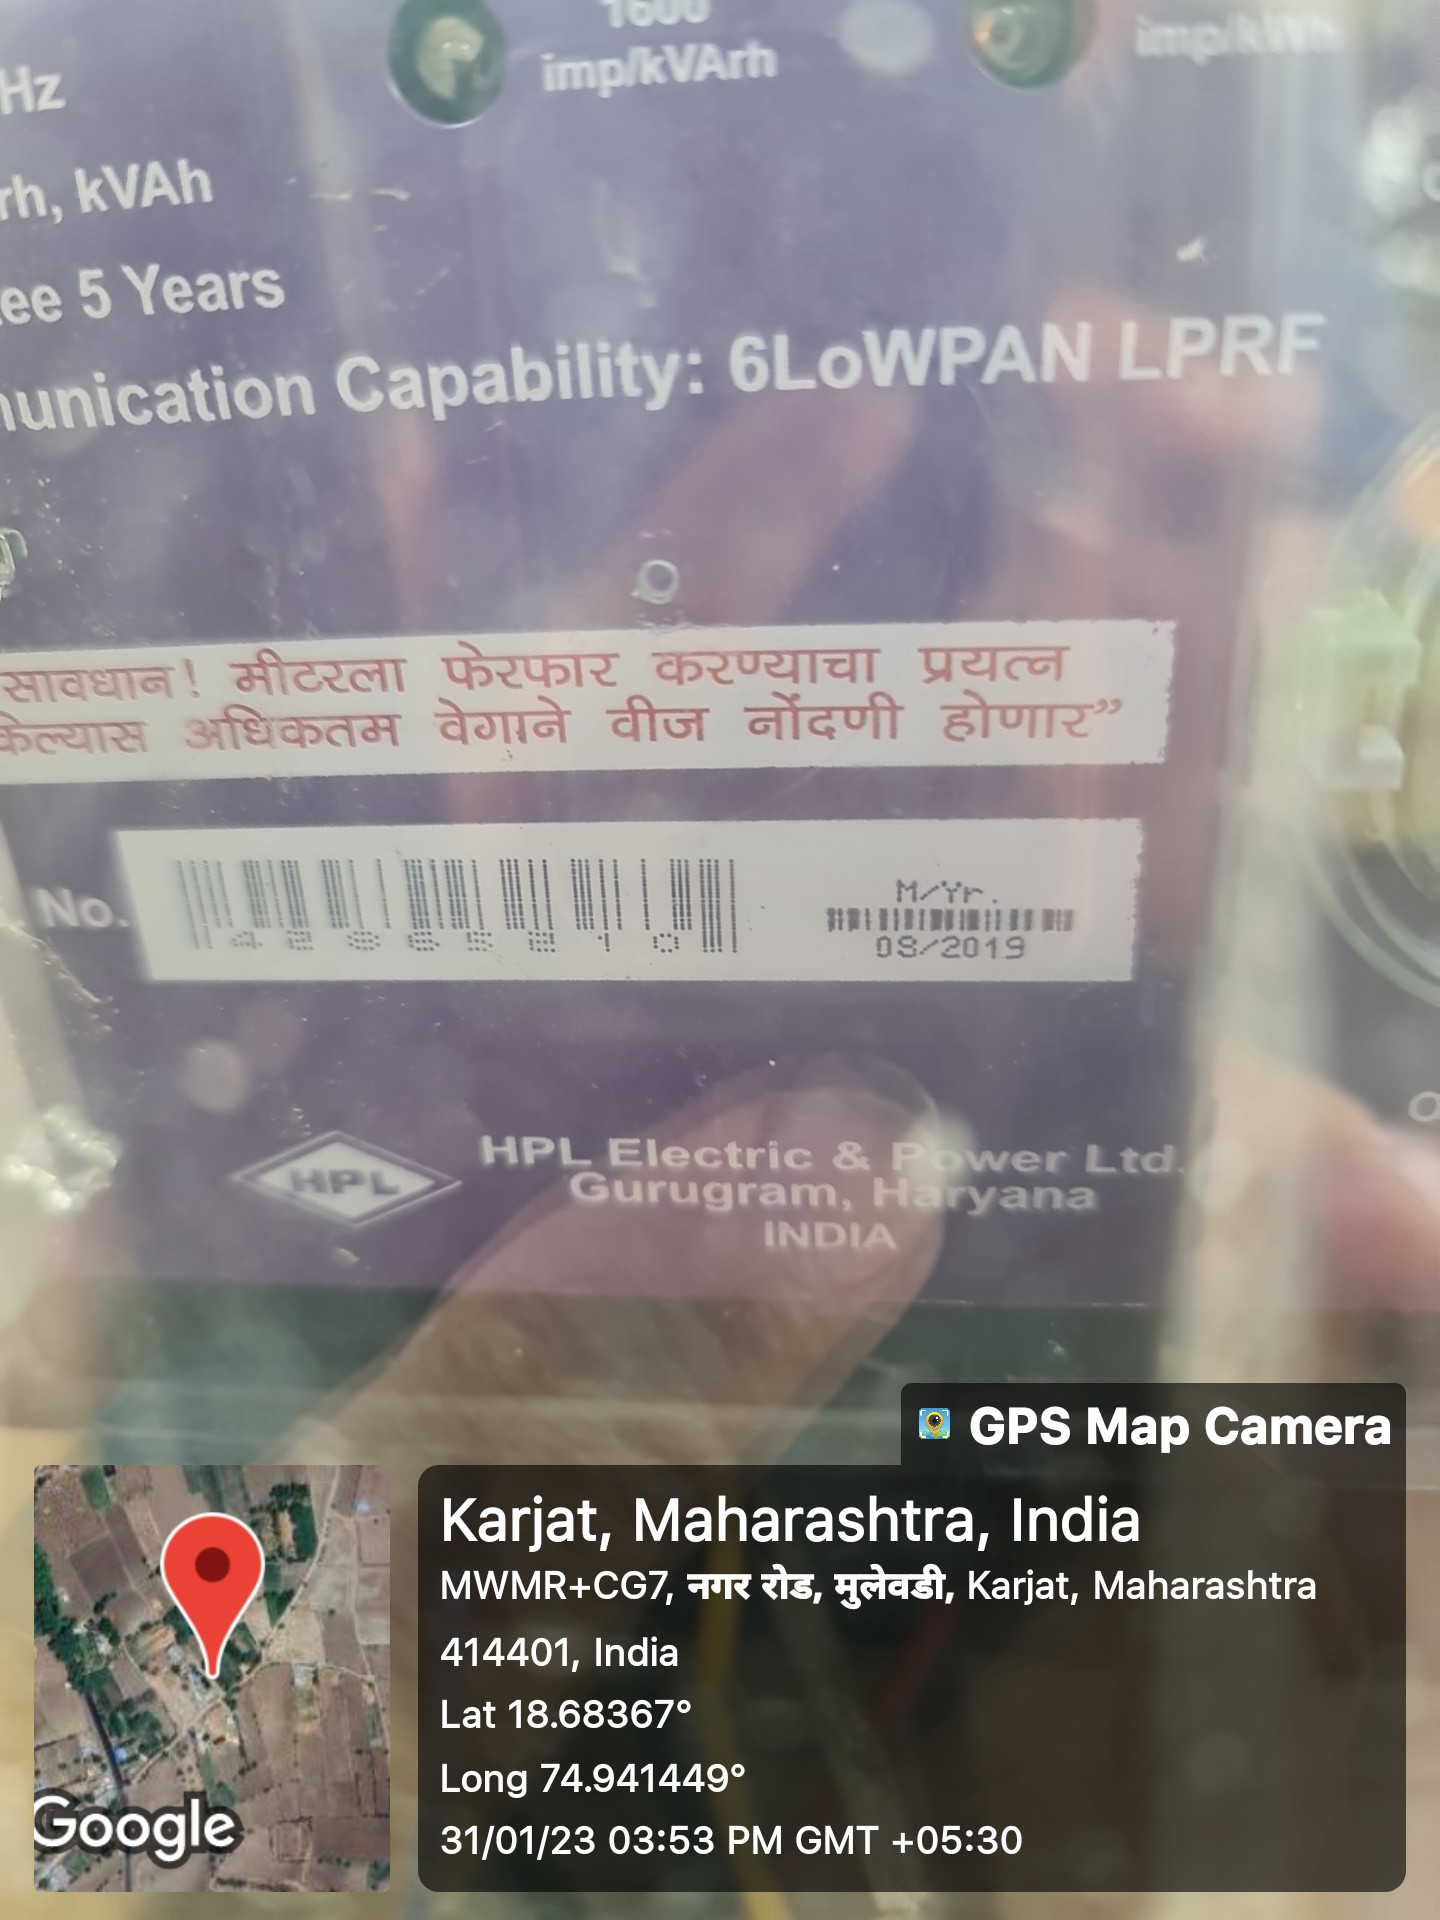 1600
imp/kVArh
imp/kWh
Hz
rh, kVAh
ee 5 Years
unication Capability: 6LoWPAN LPRF
सावधान! मीटरला फेरफार करण्याचा प्रयत्न
केल्यास अधिकतम वेगाने वीज नोंदणी होणार”
No.
M/Yr.
08/2019
HPL
HPL Electric & Power Ltd.
Gurugram, Haryana
INDIA
GPS Map Camera
Karjat, Maharashtra, India
MWMR+CG7, नगर रोड, मुलेवडी, Karjat, Maharashtra
414401, India
Lat 18.68367°
Long 74.941449°
31/01/23 03:53 PM GMT +05:30
Google